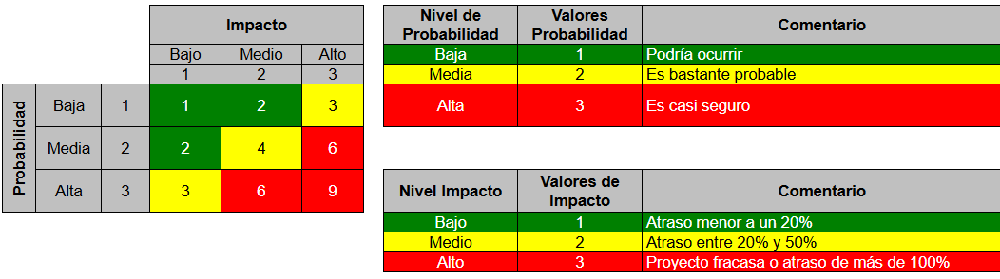 Impacto
Bajo Medio Alto
1 2 3
Probabilidad
Baja 1 1 2 3
Media 2 2 4 6
Alta 3 3 6 9
Nivel de Probabilidad Valores Probabilidad Comentario
Baja 1 Podría ocurrir
Media 2 Es bastante probable
Alta 3 Es casi seguro
Nivel Impacto Valores de Impacto Comentario
Bajo 1 Atraso menor a un 20%
Medio 2 Atraso entre 20% y 50%
Alto 3 Proyecto fracasa o atraso de más de 100%